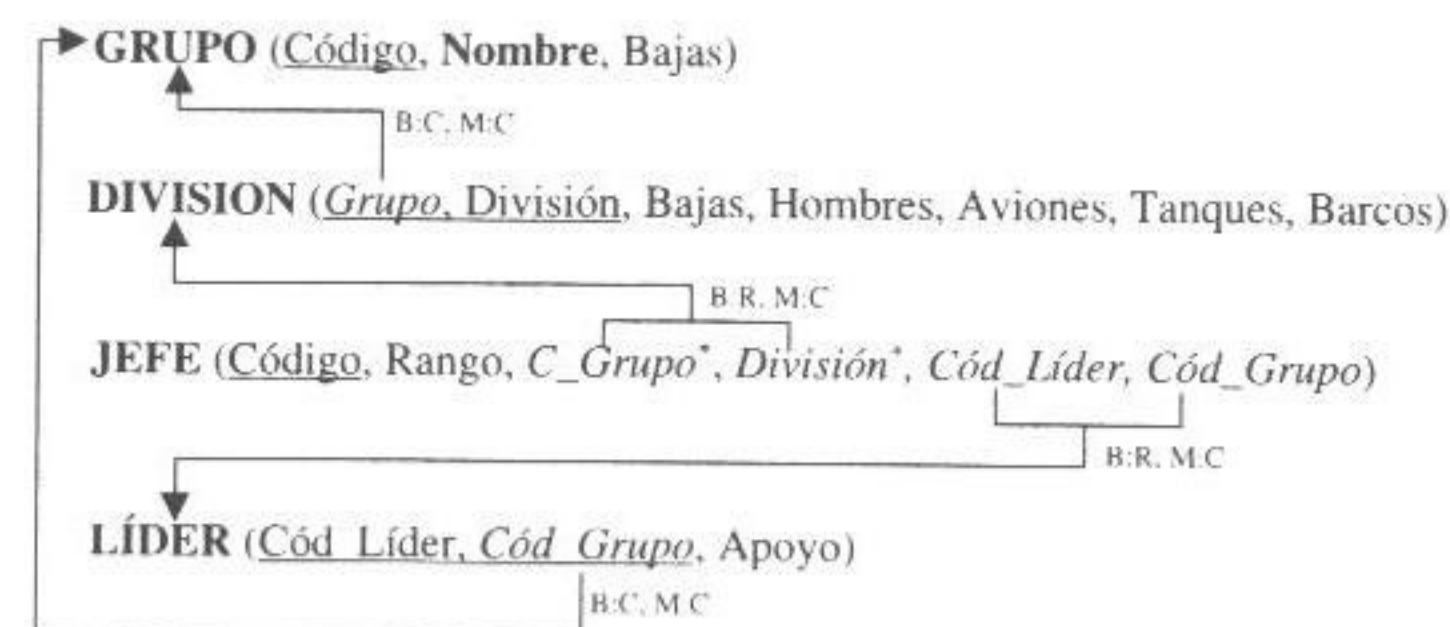 GRUPO (Código, Nombre, Bajas)
B:C, M:C
DIVISION (Grupo, División, Bajas, Hombres, Aviones, Tanques, Barcos)
B:R, M:C
JEFE (Código, Rango, C_Grupo*, División*, Cód_Líder, Cód_Grupo)
B:R, M:C
LÍDER (Cód_Líder, Cód_Grupo, Apoyo)
B:C, M:C